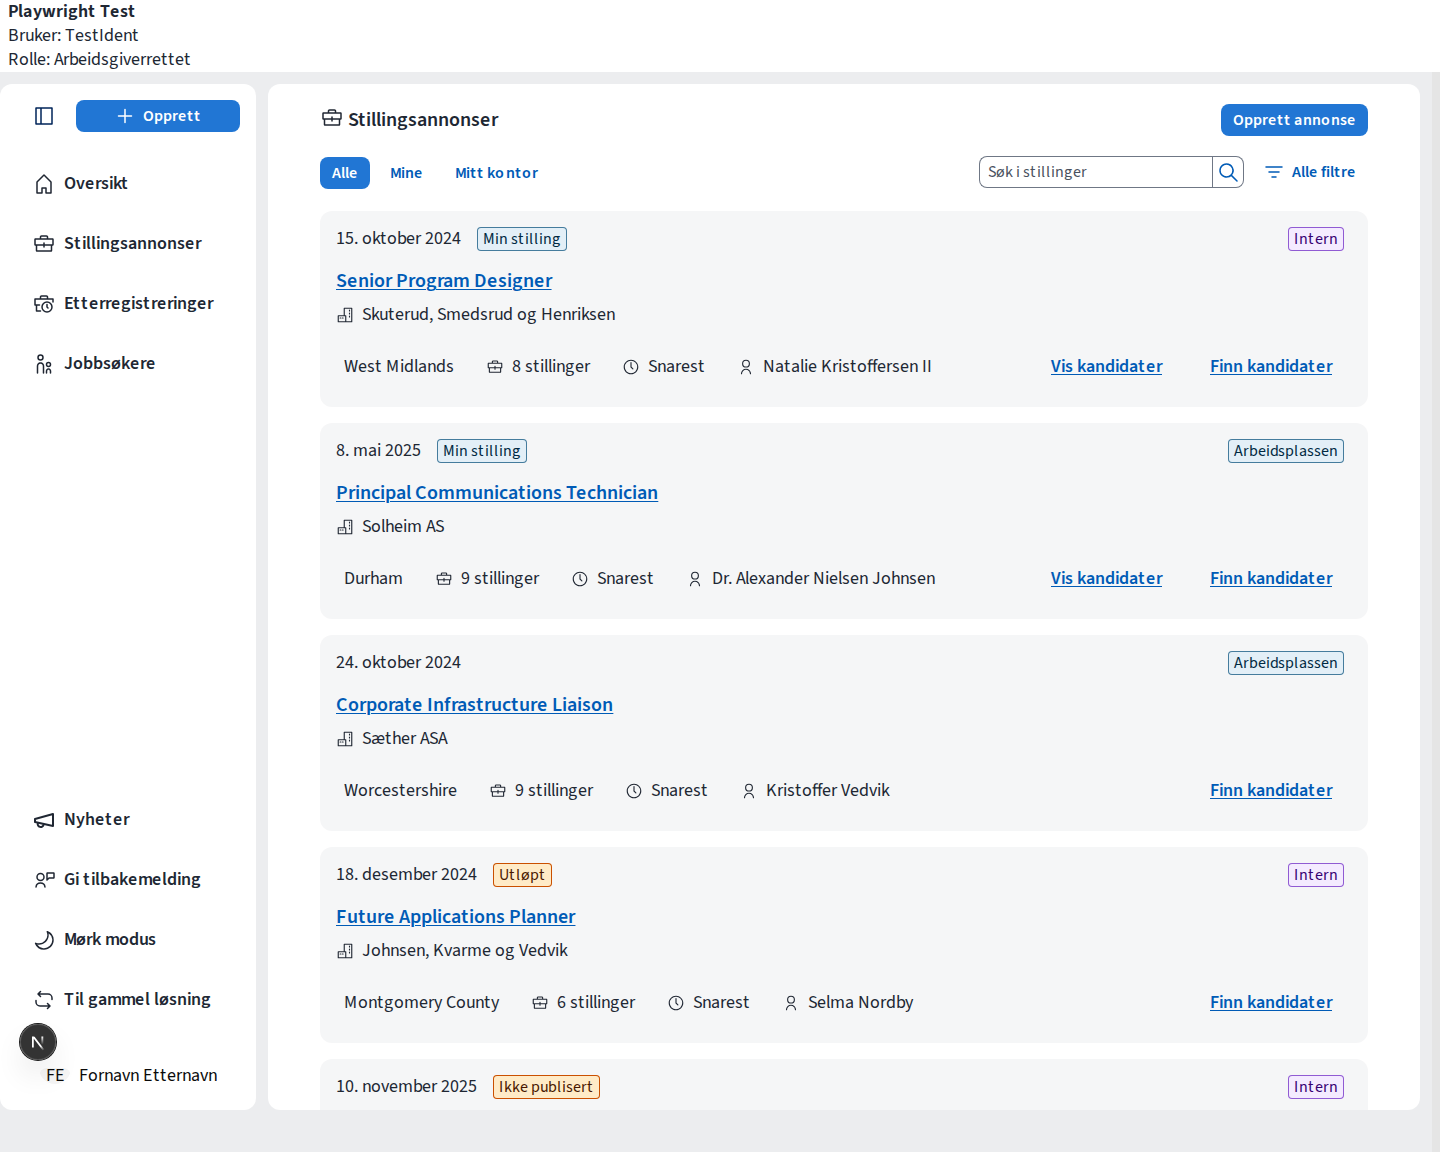 Playwright Test
Bruker: TestIdent
Rolle: Arbeidsgiverrettet
Opprett
Oversikt
Stillingsannonser
Etterregistreringer
Jobbsøkere
Nyheter
Gi tilbakemelding
Mørk modus
Til gammel løsning
N
FE Fornavn Etternavn
Stillingsannonser
Opprett annonse
Alle Mine Mitt kontor
Søk i stillinger
Alle filtre
15. oktober 2024 Min stilling Intern
Senior Program Designer
Skuterud, Smedsrud og Henriksen
West Midlands 8 stillinger Snarest Natalie Kristoffersen II Vis kandidater Finn kandidater
8. mai 2025 Min stilling Arbeidsplassen
Principal Communications Technician
Solheim AS
Durham 9 stillinger Snarest Dr. Alexander Nielsen Johnsen Vis kandidater Finn kandidater
24. oktober 2024 Arbeidsplassen
Corporate Infrastructure Liaison
Sæther ASA
Worcestershire 9 stillinger Snarest Kristoffer Vedvik Finn kandidater
18. desember 2024 Utløpt Intern
Future Applications Planner
Johnsen, Kvarme og Vedvik
Montgomery County 6 stillinger Snarest Selma Nordby Finn kandidater
10. november 2025 Ikke publisert Intern